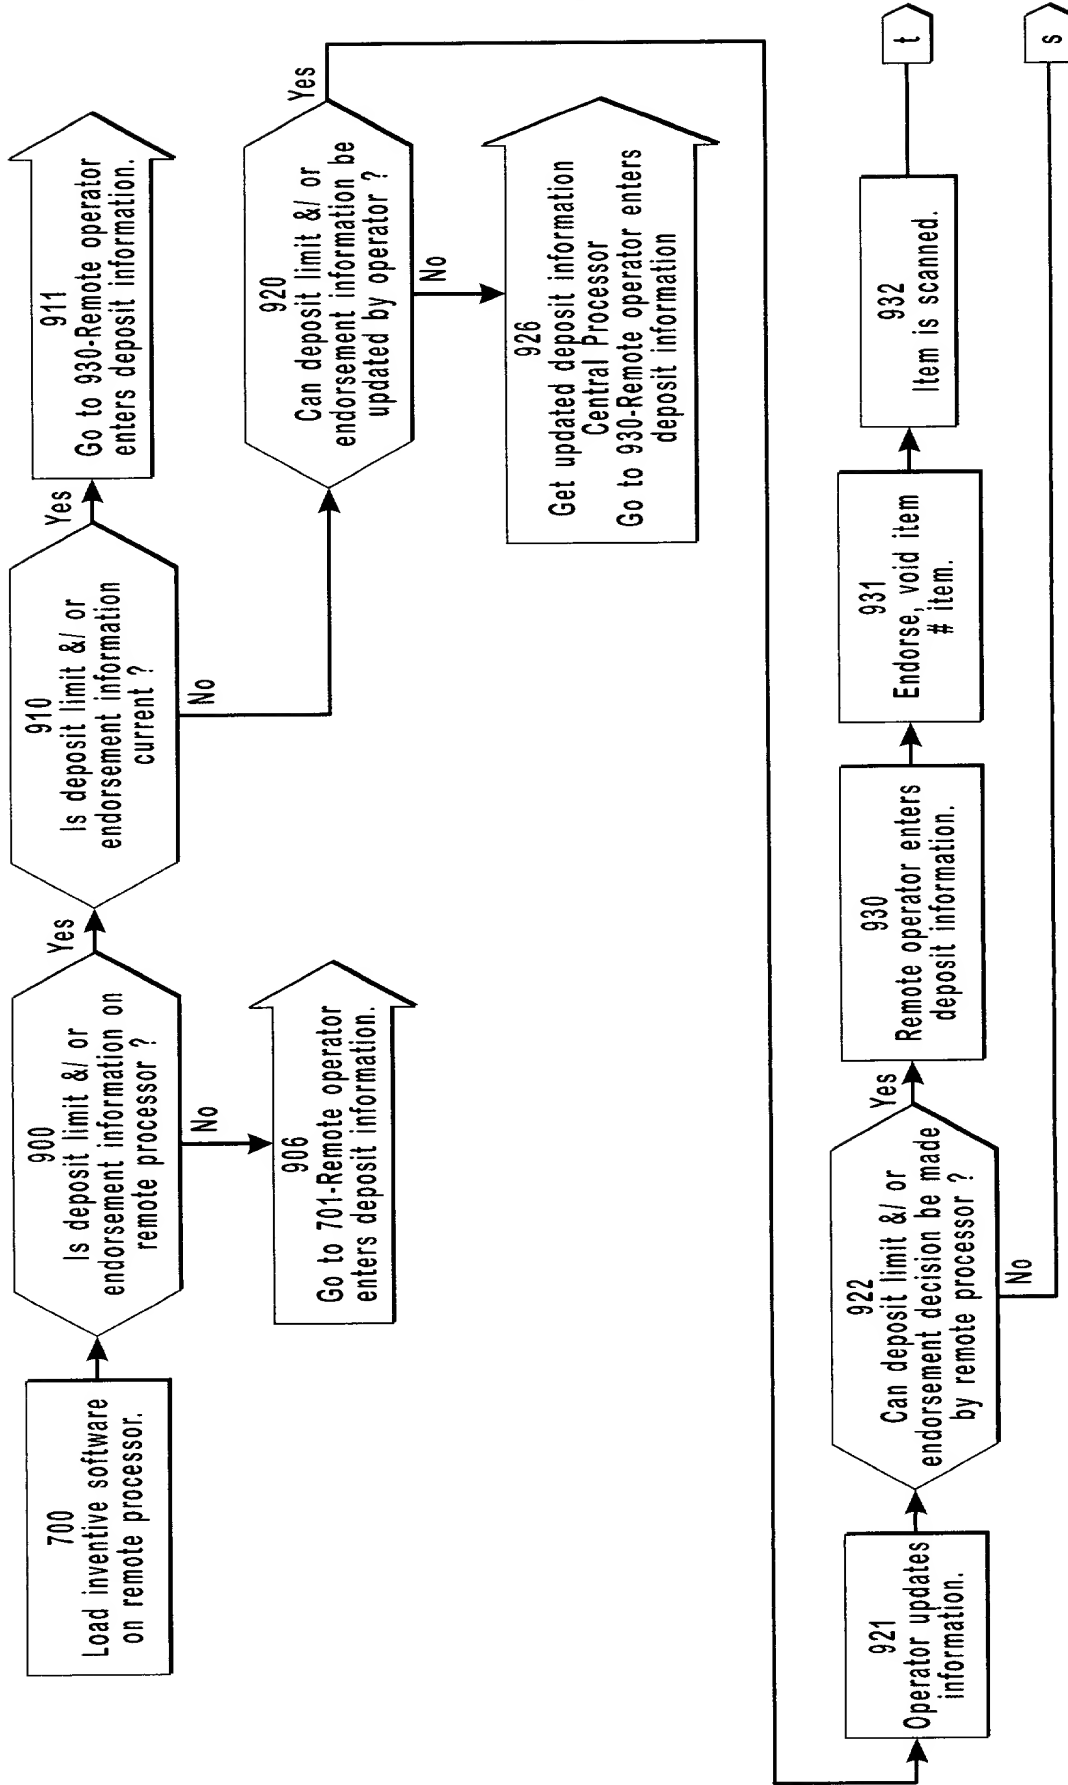 700
Load inventive software
on remote processor.
900
Is deposit limit &/ or
endorsement information on
remote processor ?
Yes
No
906
Go to 701-Remote operator
enters deposit information.
910
Is deposit limit &/ or
endorsement information
current ?
Yes
No
911
Go to 930-Remote operator
enters deposit information.
920
Can deposit limit &/ or
endorsement information be
updated by operator ?
Yes
No
926
Get updated deposit information
Central Processor
Go to 930-Remote operator enters
deposit information
921
Operator updates
information.
922
Can deposit limit &/ or
endorsement decision be made
by remote processor ?
Yes
No
930
Remote operator enters
deposit information.
931
Endorse, void item
# item.
932
Item is scanned.
t
s